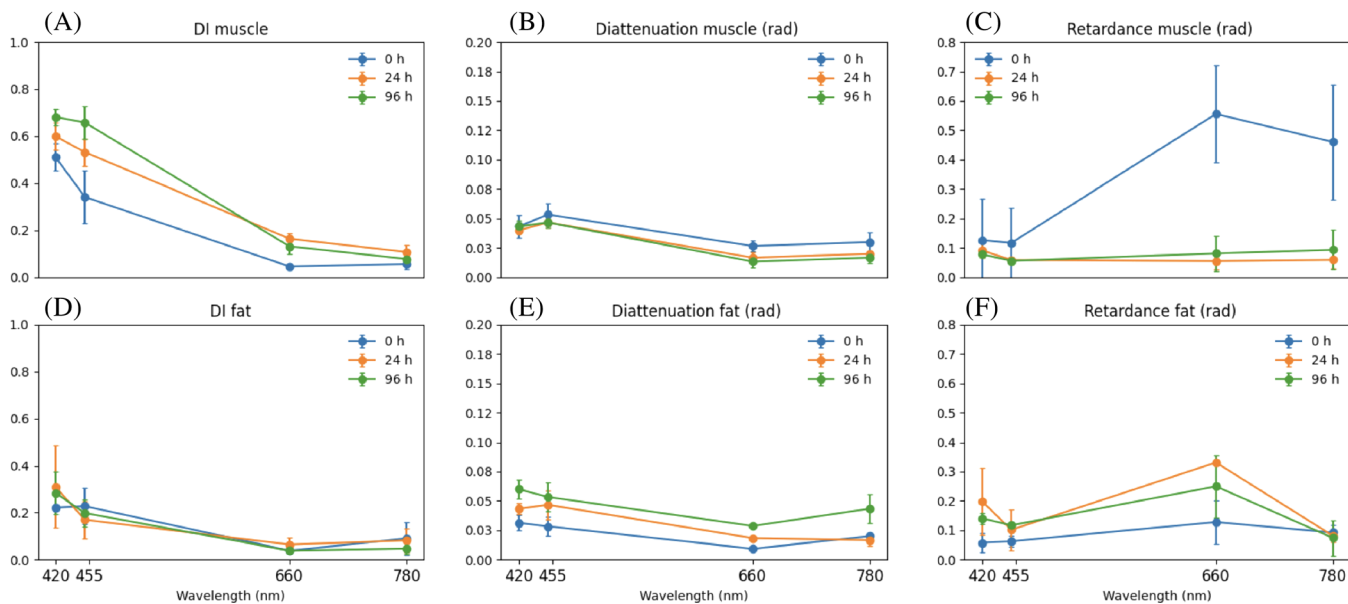 (A) DI muscle
1.0
0.8
0.6
0.4
0.2
0.0
0 h
24 h
96 h
(B) Diattenuation muscle (rad)
0.20
0.18
0.15
0.12
0.10
0.08
0.05
0.03
0.00
0 h
24 h
96 h
(C) Retardance muscle (rad)
0.8
0.7
0.6
0.5
0.4
0.3
0.2
0.1
0.0
0 h
24 h
96 h
(D) DI fat
1.0
0.8
0.6
0.4
0.2
0.0
0 h
24 h
96 h
420 455 660 780
Wavelength (nm)
(E) Diattenuation fat (rad)
0.20
0.18
0.15
0.12
0.10
0.08
0.05
0.03
0.00
0 h
24 h
96 h
420 455 660 780
Wavelength (nm)
(F) Retardance fat (rad)
0.8
0.7
0.6
0.5
0.4
0.3
0.2
0.1
0.0
0 h
24 h
96 h
420 455 660 780
Wavelength (nm)